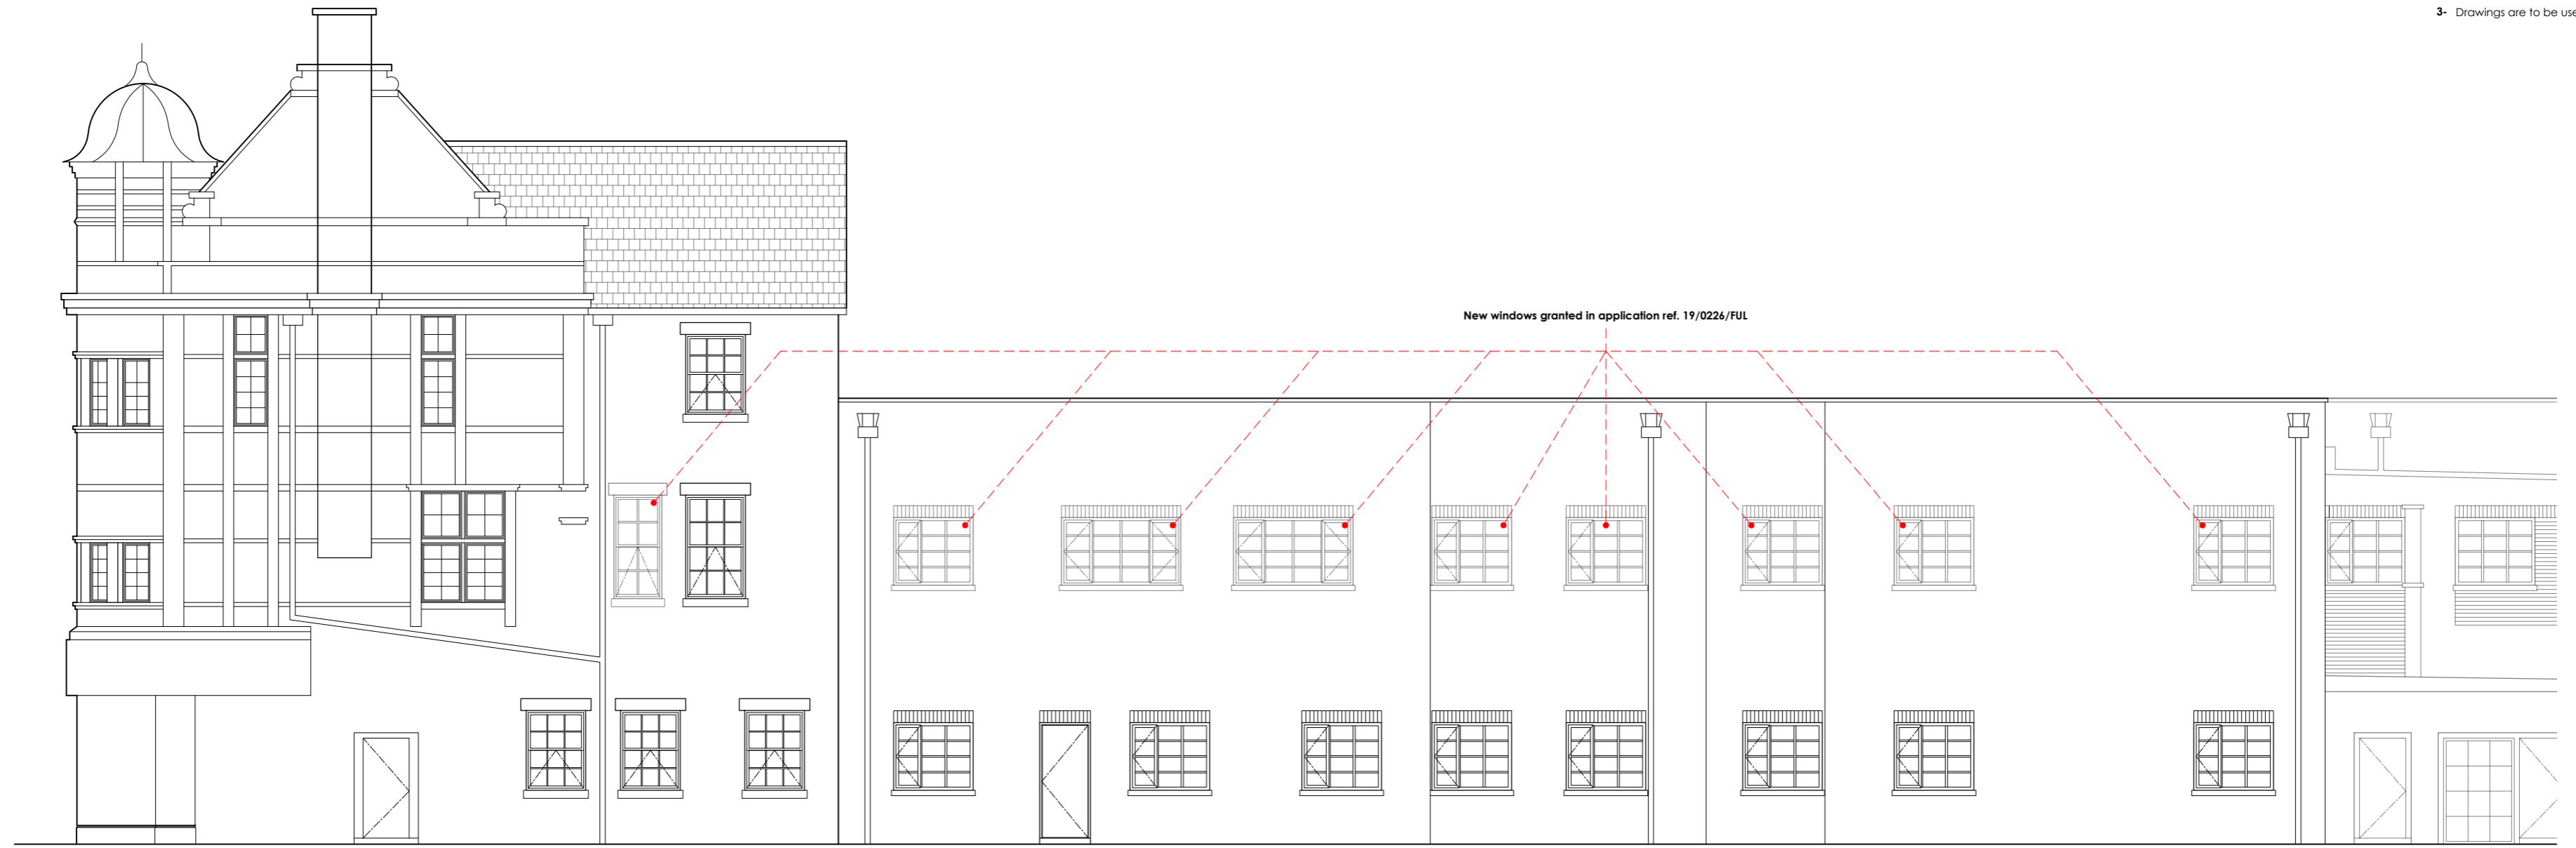 3- Drawings are to be use
New windows granted in application ref. 19/0226/FUL